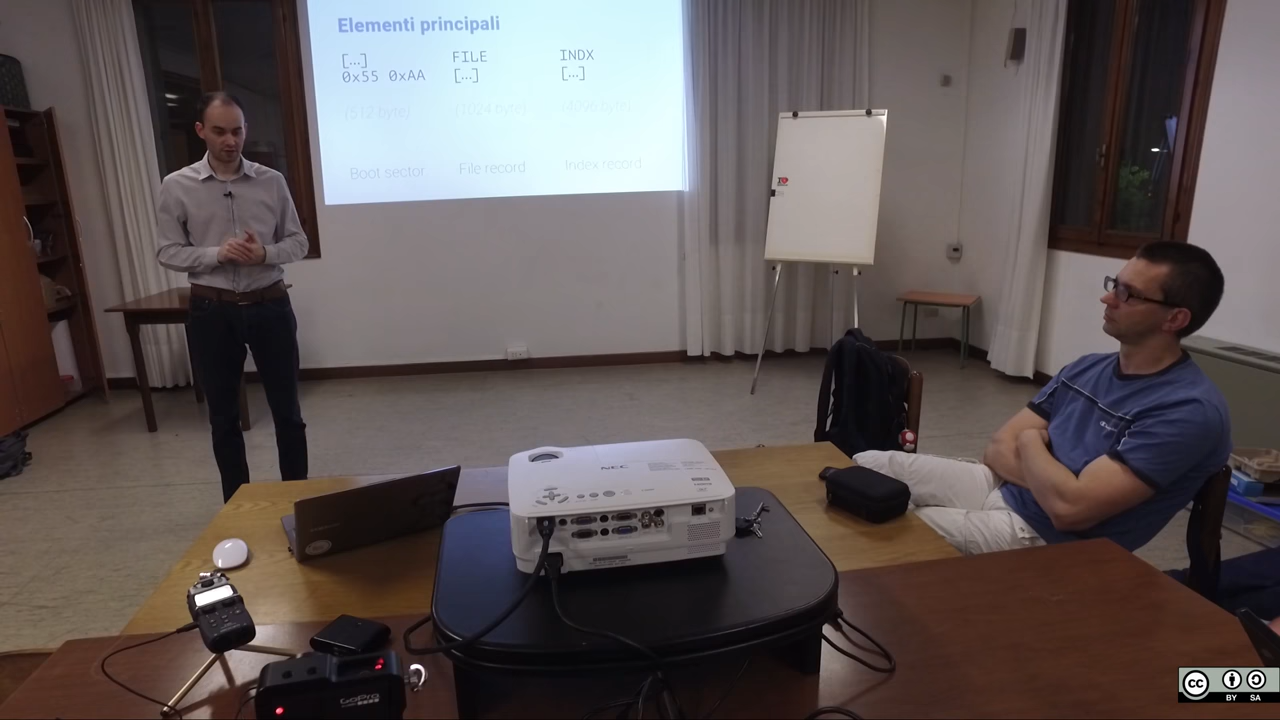 Elementi principali
[...] FILE INDX
0x55 0xAA [...] [...]
(512 byte) (1024 byte) (4096 byte)
Boot sector File record Index record
NEC
GoPro
cc BY SA